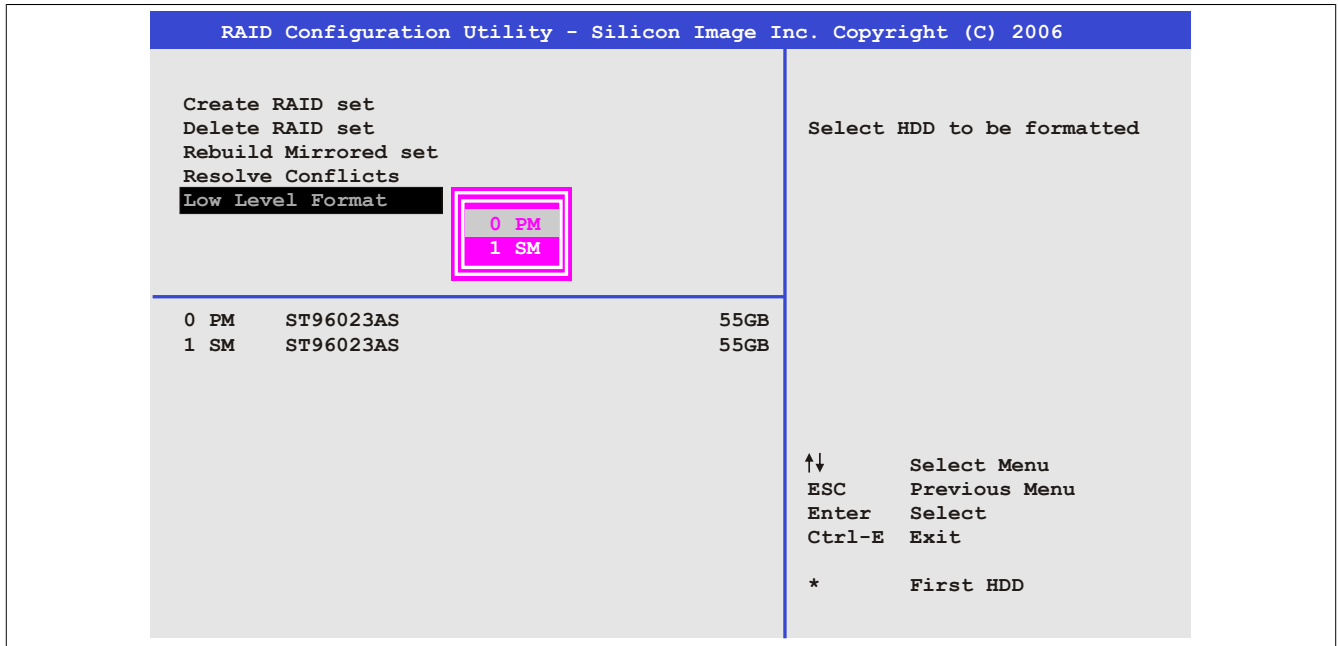 RAID Configuration Utility - Silicon Image Inc. Copyright (C) 2006
Create RAID set
Delete RAID set
Rebuild Mirrored set
Resolve Conflicts
Low Level Format
0 PM
1 SM
Select HDD to be formatted
0 PM ST96023AS 55GB
1 SM ST96023AS 55GB
↑↓ Select Menu
ESC Previous Menu
Enter Select
Ctrl-E Exit
* First HDD